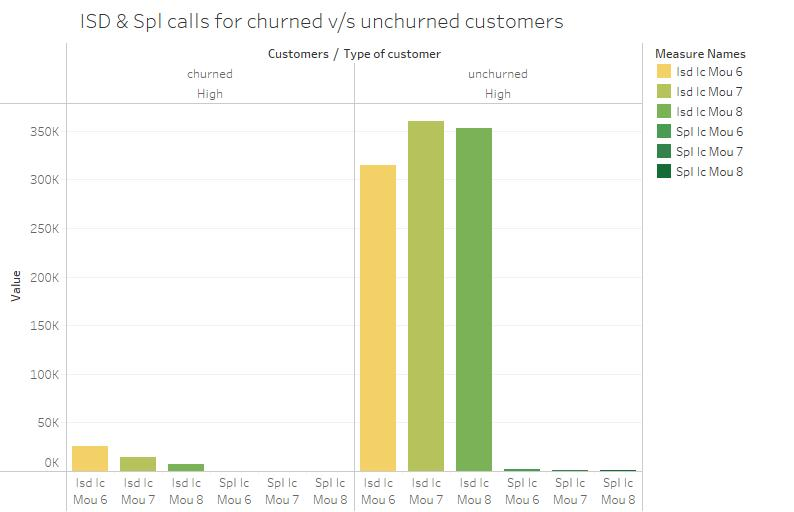 ISD & Spl calls for churned v/s unchurned customers
Customers / Type of customer
churned
unchurned
High
High
Value
350K
300K
250K
200K
150K
100K
50K
0K
Isd Ic Mou 6
Isd Ic Mou 7
Isd Ic Mou 8
Spl Ic Mou 6
Spl Ic Mou 7
Spl Ic Mou 8
Isd Ic Mou 6
Isd Ic Mou 7
Isd Ic Mou 8
Spl Ic Mou 6
Spl Ic Mou 7
Spl Ic Mou 8
Measure Names
Isd Ic Mou 6
Isd Ic Mou 7
Isd Ic Mou 8
Spl Ic Mou 6
Spl Ic Mou 7
Spl Ic Mou 8